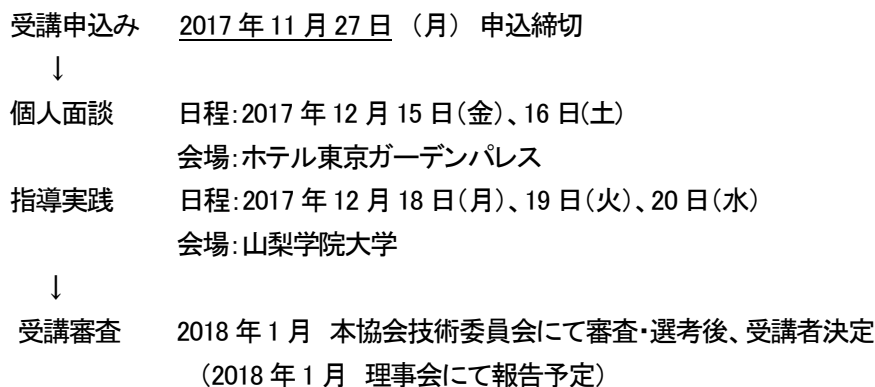 受講申込み　2017 年 11 月 27 日 （月） 申込締切
↓
個人面談　日程：2017 年 12 月 15 日（金）、16 日（土）
会場：ホテル東京ガーデンパレス
指導実践　日程：2017 年 12 月 18 日（月）、19 日（火）、20 日（水）
会場：山梨学院大学
↓
受講審査　2018 年 1 月　本協会技術委員会にて審査・選考後、受講者決定
（2018 年 1 月　理事会にて報告予定）